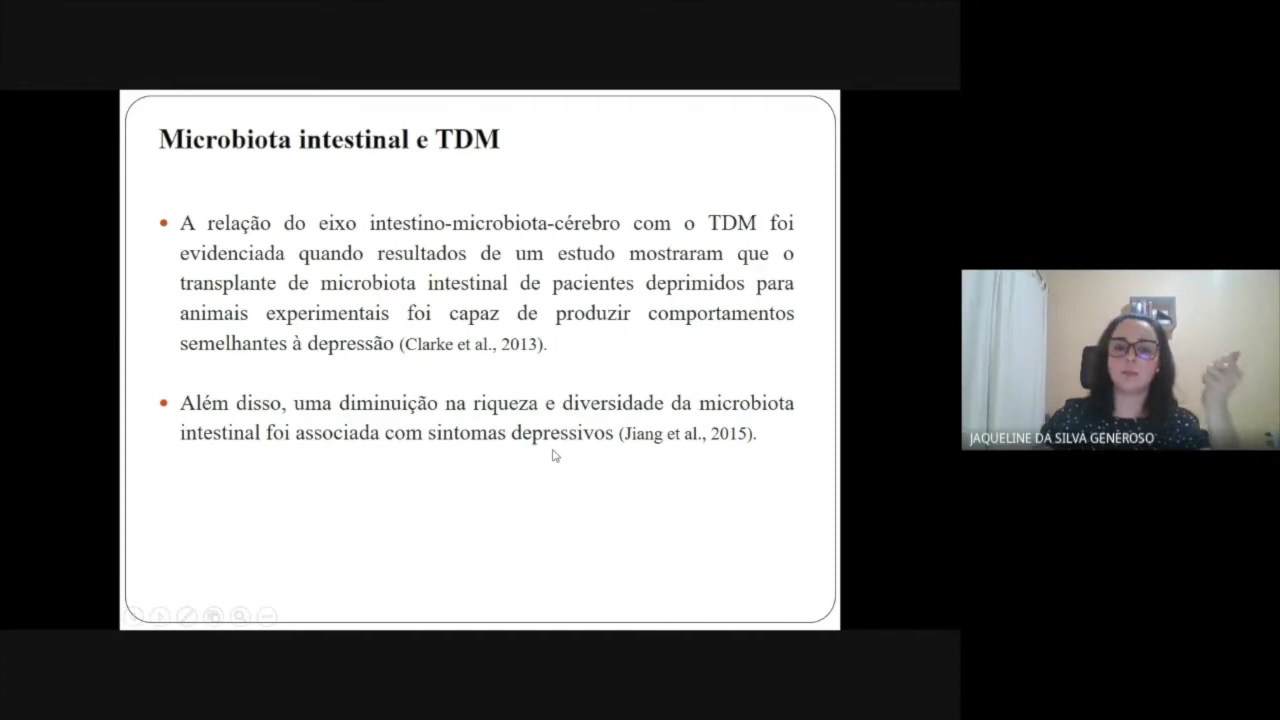 Microbiota intestinal e TDM
A relação do eixo intestino-microbiota-cérebro com o TDM foi
evidenciada quando resultados de um estudo mostraram que o
transplante de microbiota intestinal de pacientes deprimidos para
animais experimentais foi capaz de produzir comportamentos
semelhantes à depressão (Clarke et al., 2013).
Além disso, uma diminuição na riqueza e diversidade da microbiota
intestinal foi associada com sintomas depressivos (Jiang et al., 2015).
JAQUELINE DA SILVA GENEROSO